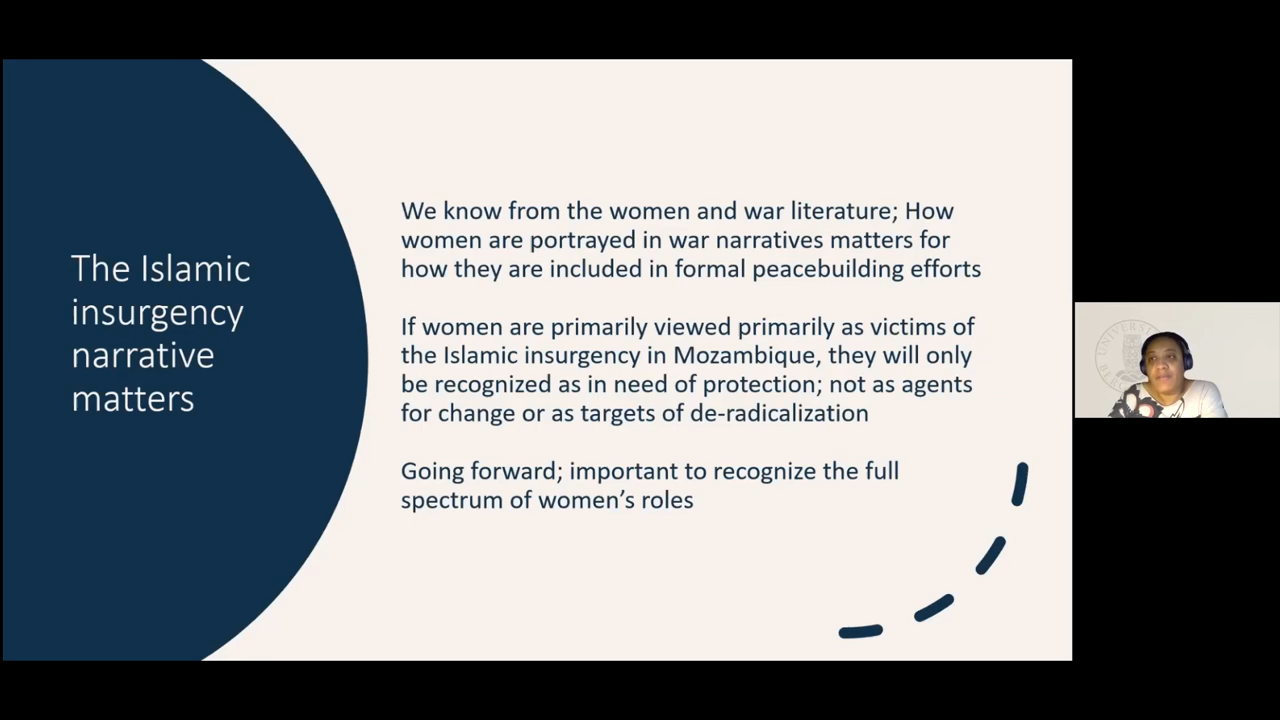 The Islamic
insurgency
narrative
matters
We know from the women and war literature; How
women are portrayed in war narratives matters for
how they are included in formal peacebuilding efforts
If women are primarily viewed primarily as victims of
the Islamic insurgency in Mozambique, they will only
be recognized as in need of protection; not as agents
for change or as targets of de-radicalization
Going forward; important to recognize the full
spectrum of women’s roles